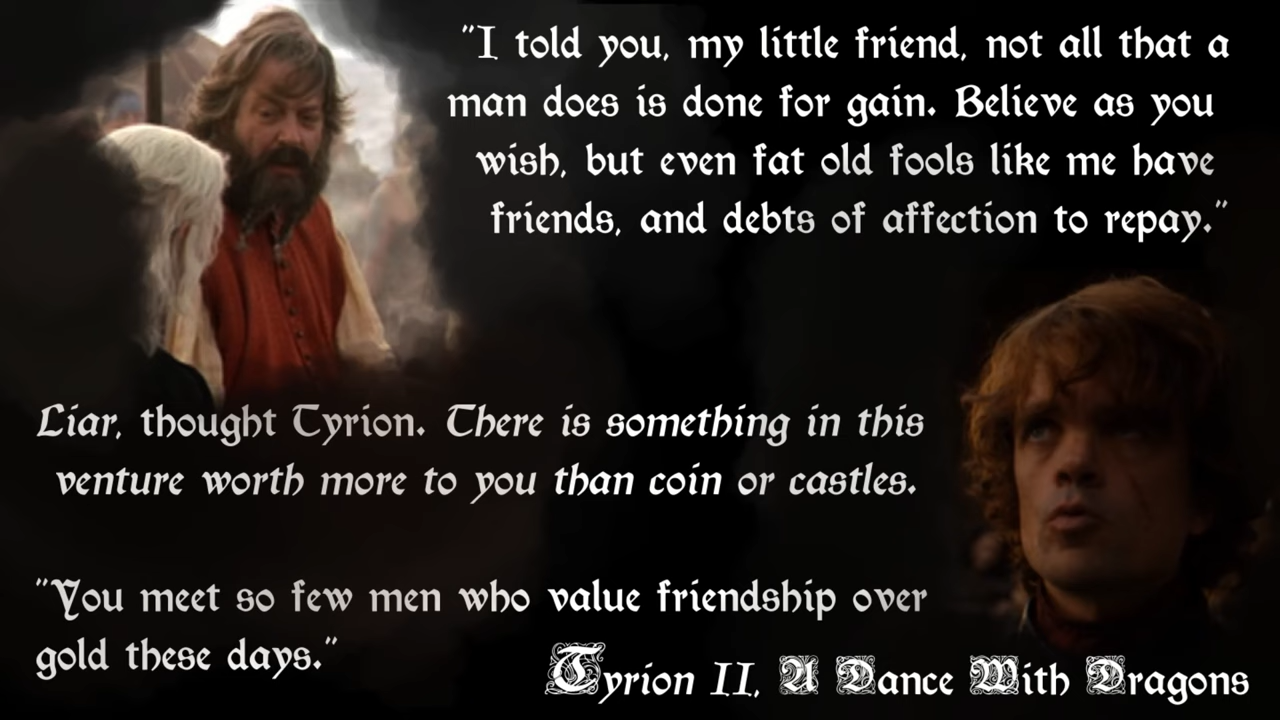 "I told you, my little friend, not all that a
man does is done for gain. Believe as you
wish, but even fat old fools like me have
friends, and debts of affection to repay."
Liar, thought Tyrion. There is something in this
venture worth more to you than coin or castles.
"You meet so few men who value friendship over
gold these days."
Tyrion II, A Dance With Dragons